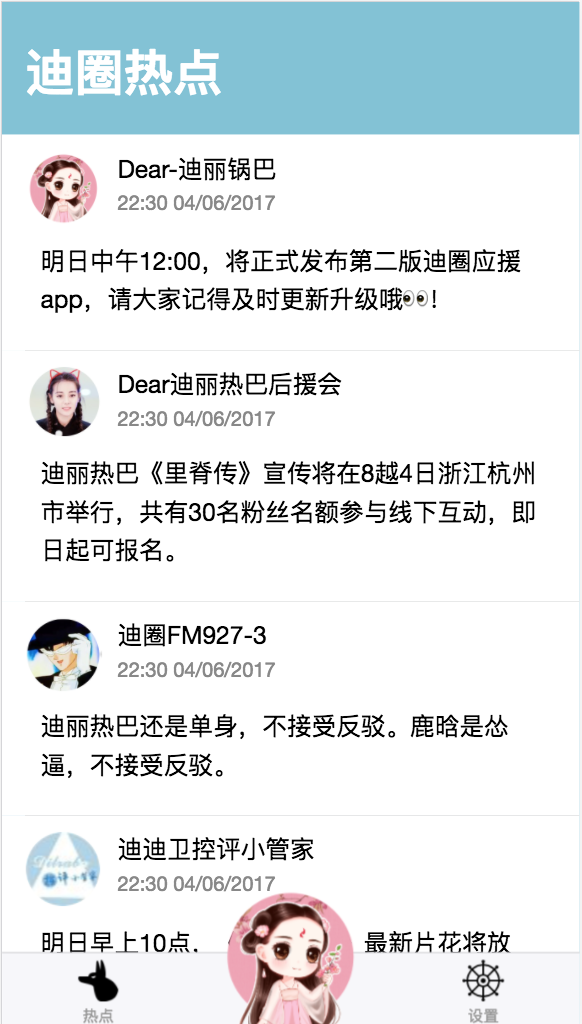 迪圈热点
Dear-迪丽锅巴
22:30 04/06/2017
明日中午12:00，将正式发布第二版迪圈应援
app，请大家记得及时更新升级哦👀！
Dear迪丽热巴后援会
22:30 04/06/2017
迪丽热巴《里脊传》宣传将在8越4日浙江杭州
市举行，共有30名粉丝名额参与线下互动，即
日起可报名。
迪圈FM927-3
22:30 04/06/2017
迪丽热巴还是单身，不接受反驳。鹿晗是怂
逼，不接受反驳。
迪迪卫控评小管家
22:30 04/06/2017
明日早上10点，
最新片花将放
热点
设置